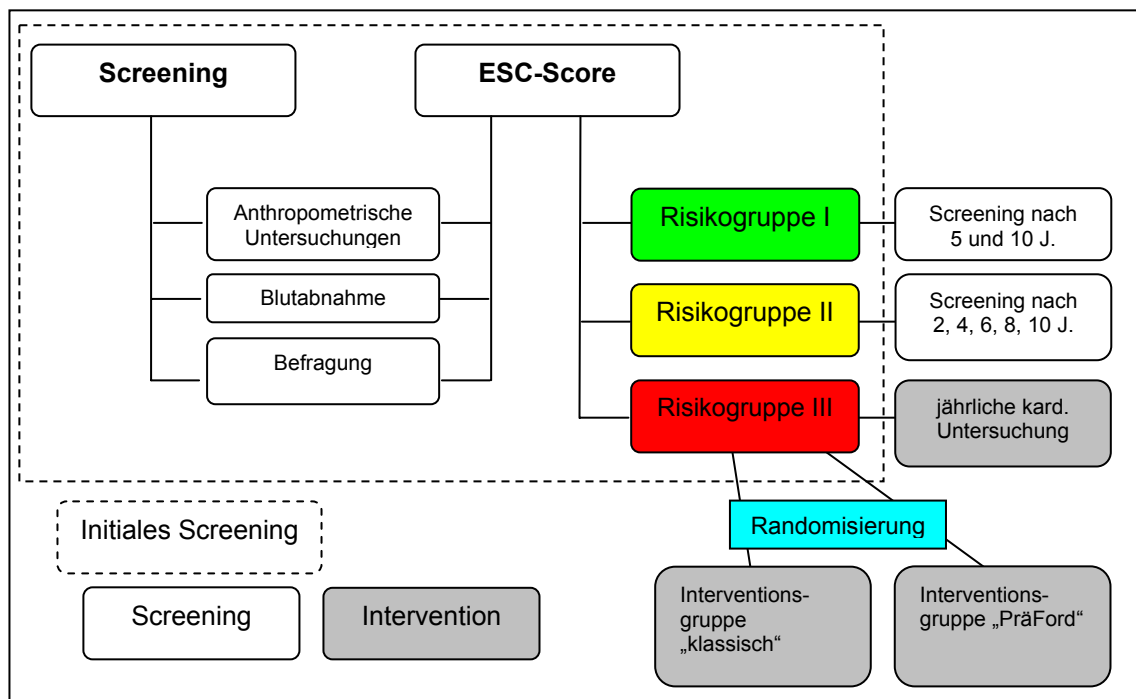 Screening
ESC-Score
Anthropometrische
Untersuchungen
Blutabnahme
Befragung
Risikogruppe I
Screening nach
5 und 10 J.
Risikogruppe II
Screening nach
2, 4, 6, 8, 10 J.
Risikogruppe III
jährliche kard.
Untersuchung
Randomisierung
Interventions-
gruppe
„klassisch“
Interventions-
gruppe „PräFord“
Initiales Screening
Screening
Intervention